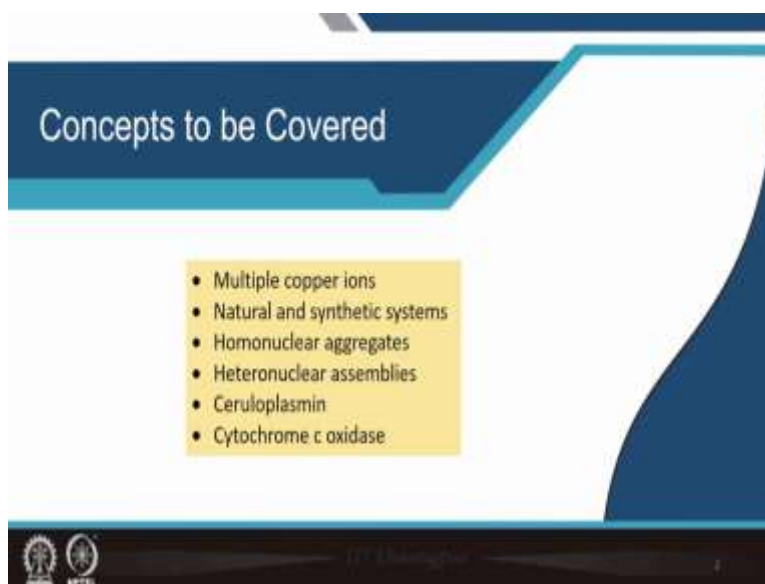 Concepts to be Covered
• Multiple copper ions
• Natural and synthetic systems
• Homonuclear aggregates
• Heteronuclear assemblies
• Ceruloplasmin
• Cytochrome c oxidase